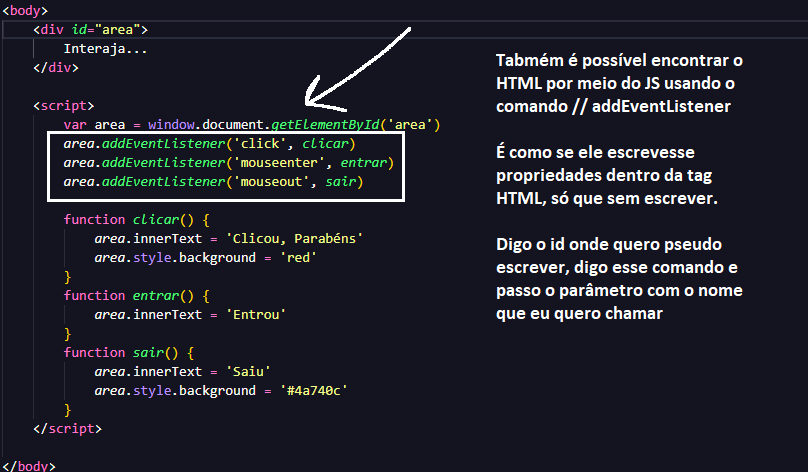 <body>
<div id="area">
Interaja...
</div>
<script>
var area = window.document.getElementById('area')
area.addEventListener('click', clicar)
area.addEventListener('mouseenter', entrar)
area.addEventListener('mouseout', sair)
function clicar() {
area.innerText = 'Clicou, Parabéns'
area.style.background = 'red'
}
function entrar() {
area.innerText = 'Entrou'
}
function sair() {
area.innerText = 'Saiu'
area.style.background = '#4a740c'
}
</script>
</body>
Tabmém é possível encontrar o
HTML por meio do JS usando o
comando // addEventListener
É como se ele escrevesse
propriedades dentro da tag
HTML, só que sem escrever.
Digo o id onde quero pseudo
escrever, digo esse comando e
passo o parâmetro com o nome
que eu quero chamar